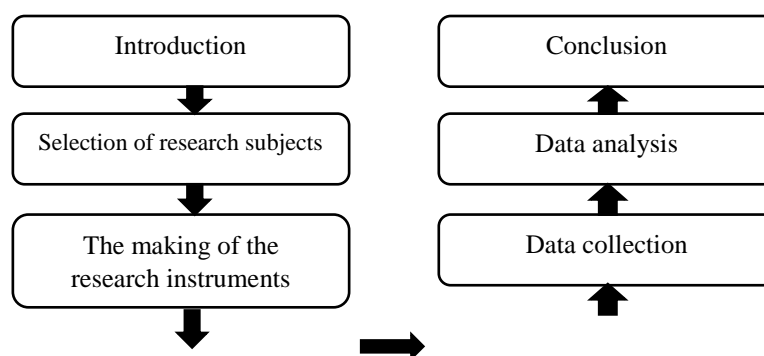 Introduction
Selection of research subjects
The making of the
research instruments
Data collection
Data analysis
Conclusion